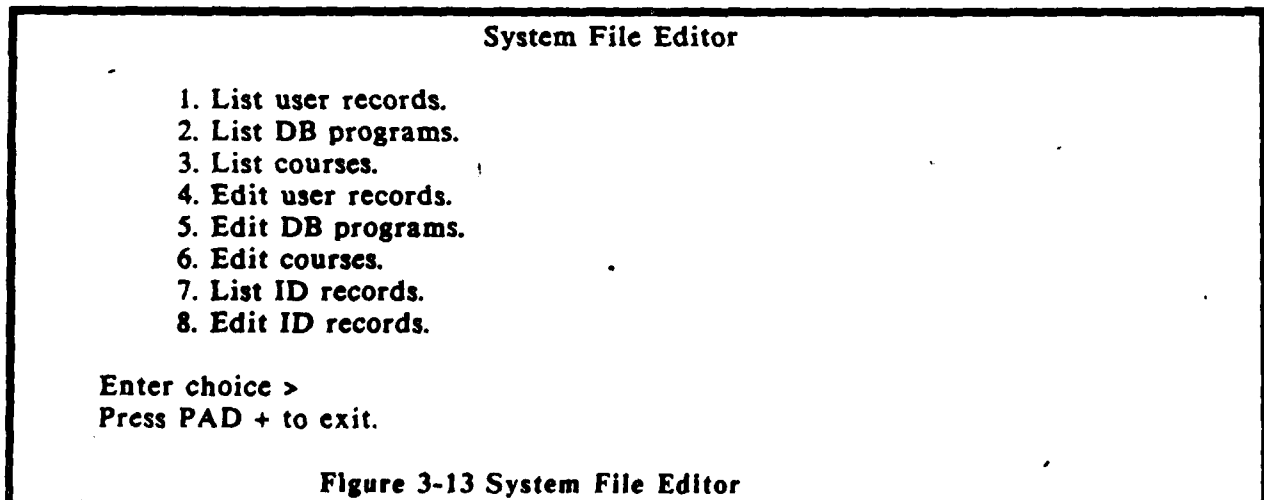 System File Editor
1. List user records.
2. List DB programs.
3. List courses.
4. Edit user records.
5. Edit DB programs.
6. Edit courses.
7. List ID records.
8. Edit ID records.
Enter choice >
Press PAD + to exit.
Figure 3-13 System File Editor